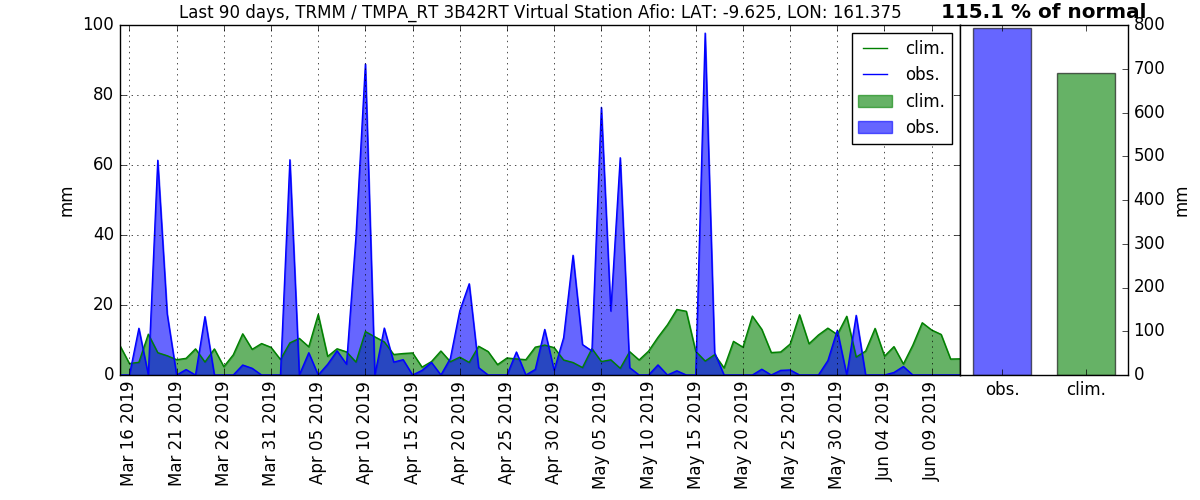 Last 90 days, TRMM / TMPA_RT 3B42RT Virtual Station Afio: LAT: -9.625, LON: 161.375
115.1 % of normal
100
80
60
40
20
0
mm
clim.
obs.
clim.
obs.
800
700
600
500
400
300
200
100
0
mm
Mar 16 2019
Mar 21 2019
Mar 26 2019
Mar 31 2019
Apr 05 2019
Apr 10 2019
Apr 15 2019
Apr 20 2019
Apr 25 2019
Apr 30 2019
May 05 2019
May 10 2019
May 15 2019
May 20 2019
May 25 2019
May 30 2019
Jun 04 2019
Jun 09 2019
obs.
clim.